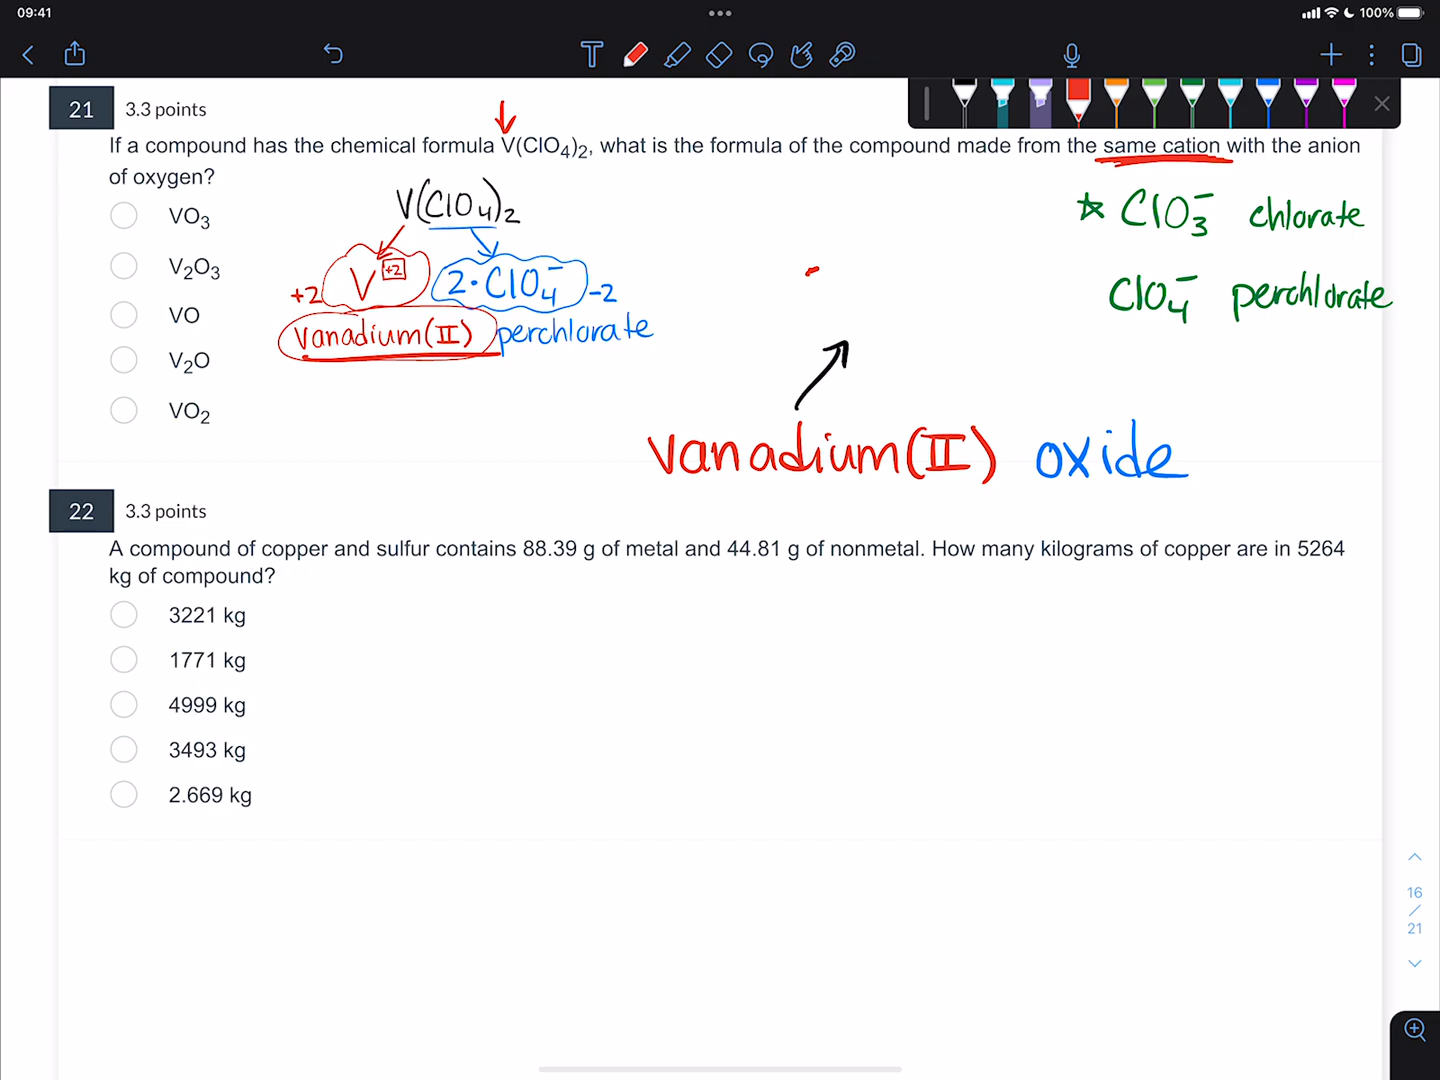 09:41
100%
21 3.3 points
If a compound has the chemical formula V(ClO₄)₂, what is the formula of the compound made from the same cation with the anion
of oxygen?
VO₃
V₂O₃
VO
V₂O
VO₂
V(ClO₄)₂
+2 V⁺² 2·ClO₄⁻ -2
vanadium(II) perchlorate
☆ ClO₃⁻ chlorate
ClO₄⁻ perchlorate
vanadium(II) oxide
22 3.3 points
A compound of copper and sulfur contains 88.39 g of metal and 44.81 g of nonmetal. How many kilograms of copper are in 5264
kg of compound?
3221 kg
1771 kg
4999 kg
3493 kg
2.669 kg
16
/
21